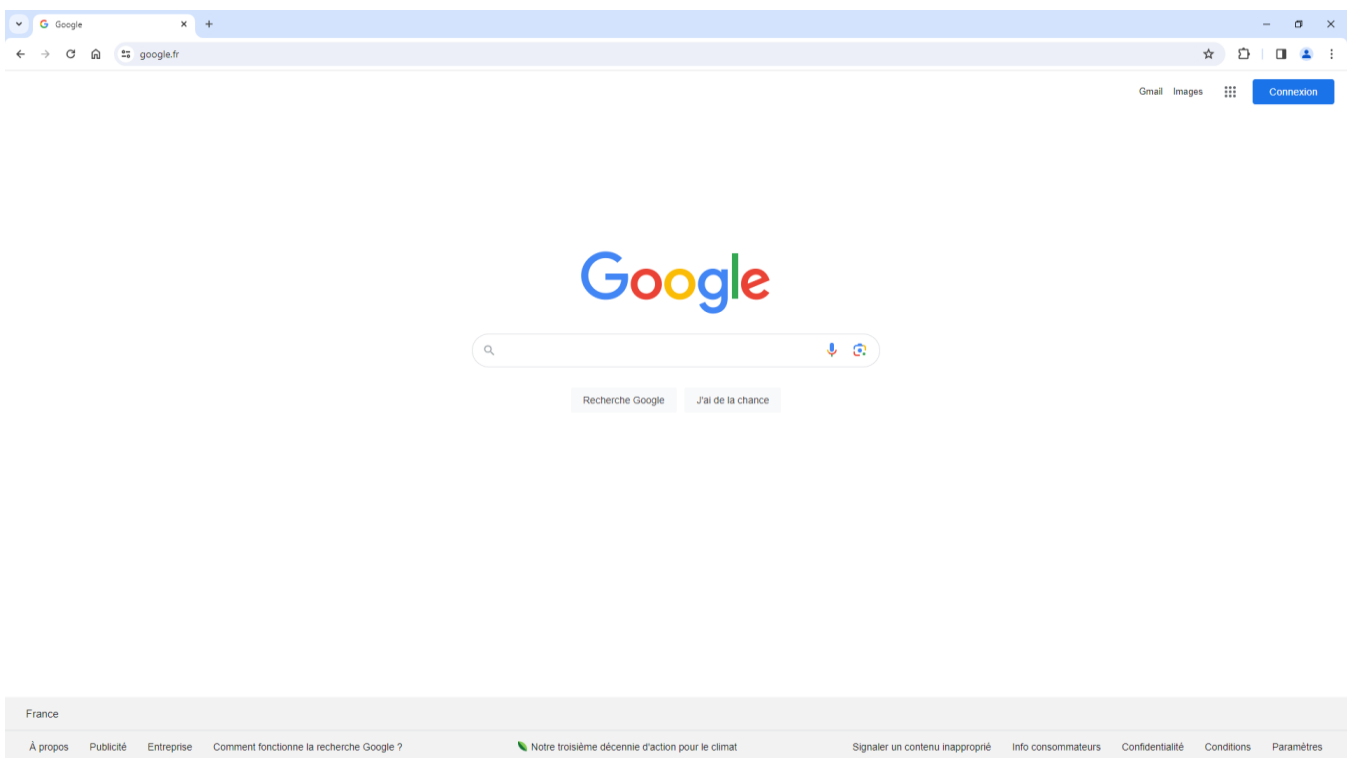 Google
google.fr
Gmail Images Connexion
Google
Recherche Google J'ai de la chance
France
À propos Publicité Entreprise Comment fonctionne la recherche Google ? Notre troisième décennie d'action pour le climat Signaler un contenu inapproprié Info consommateurs Confidentialité Conditions Paramètres